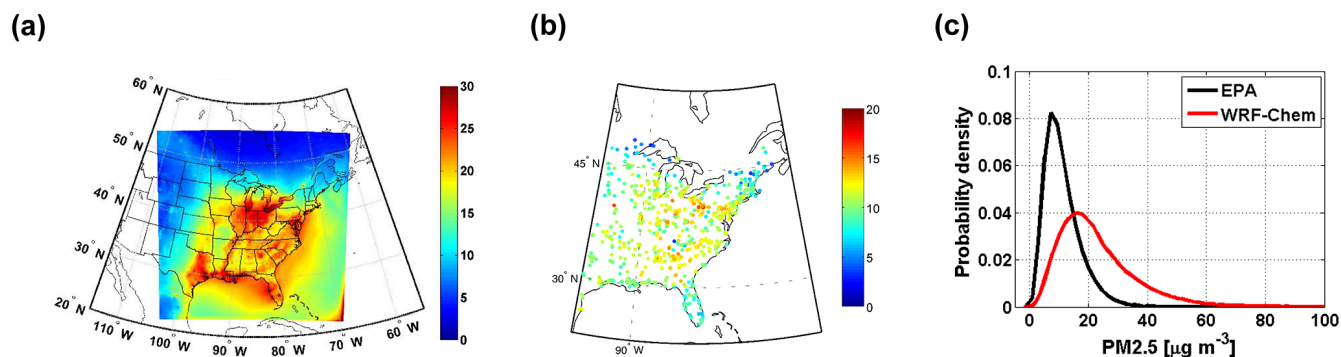 (a)
(b)
(c)
60° N
50° N
40° N
30° N
20° N
110° W
100° W
90° W
80° W
70° W
60° W
30
25
20
15
10
5
0
45° N
30° N
90° W
20
15
10
5
0
0.1
0.08
0.06
0.04
0.02
0
Probability density
EPA
WRF-Chem
0 20 40 60 80 100
PM2.5 [µg m⁻³]